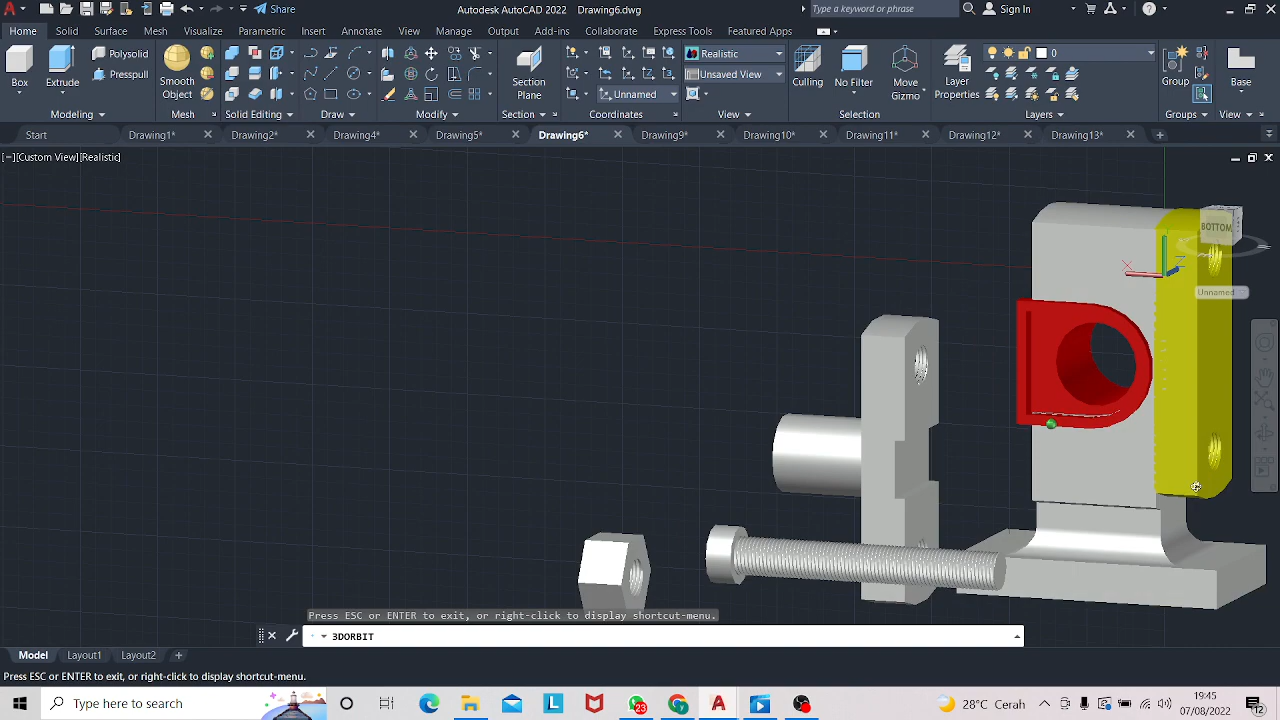 Share
Autodesk AutoCAD 2022 Drawing6.dwg
Type a keyword or phrase
Sign In
Home
Solid
Surface
Mesh
Visualize
Parametric
Insert
Annotate
View
Manage
Output
Add-ins
Collaborate
Express Tools
Featured Apps
Box
Extrude
Polysolid
Presspull
Smooth
Object
Section
Plane
Realistic
Unsaved View
Unnamed
Culling
No Filter
Move
Gizmo
Layer
Properties
0
Group
Base
Modeling
Mesh
Solid Editing
Draw
Modify
Section
Coordinates
View
Selection
Layers
Groups
View
Start
Drawing1*
Drawing2*
Drawing4*
Drawing5*
Drawing6*
Drawing9*
Drawing10*
Drawing11*
Drawing12*
Drawing13*
[−][Custom View][Realistic]
BOTTOM
X
Z
Unnamed
Press ESC or ENTER to exit, or right-click to display shortcut-menu.
3DORBIT
Model
Layout1
Layout2
Press ESC or ENTER to exit, or right-click to display shortcut-menu.
Type here to search
L
23
A
28° Cerah
19:45
07/08/2022
12